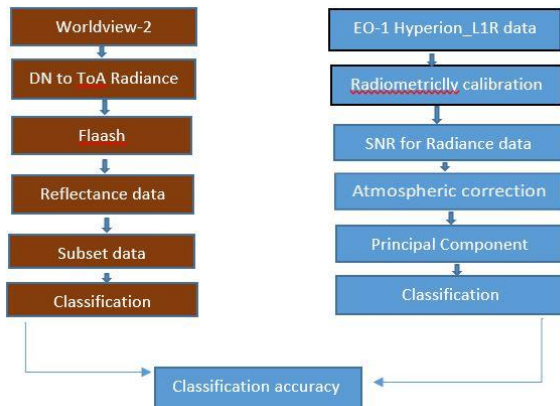 Worldview-2
DN to ToA Radiance
Flaash
Reflectance data
Subset data
Classification
EO-1 Hyperion_L1R data
Radiometriclly calibration
SNR for Radiance data
Atmospheric correction
Principal Component
Classification
Classification accuracy